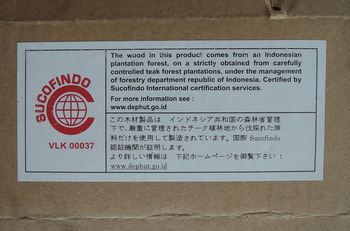 SUCOFINDO
VLK 00037
The wood in this product comes from an Indonesian
plantation forest, on a strictly obtained from carefully
controlled teak forest plantations, under the management
of forestry department republic of Indonesia. Certified by
Sucofindo International certification services.
For more information see :
www.dephut.go.id
この木材製品は　インドネシア共和国の森林省管理
下で、厳重に管理されたチーク植林地から伐採れた原
料だけを使用して製造されています。国際 Sucofindo
認証機関が証明します。
より詳しい情報は　下記ホームページを御覧下さい：
www.dephut.go.id